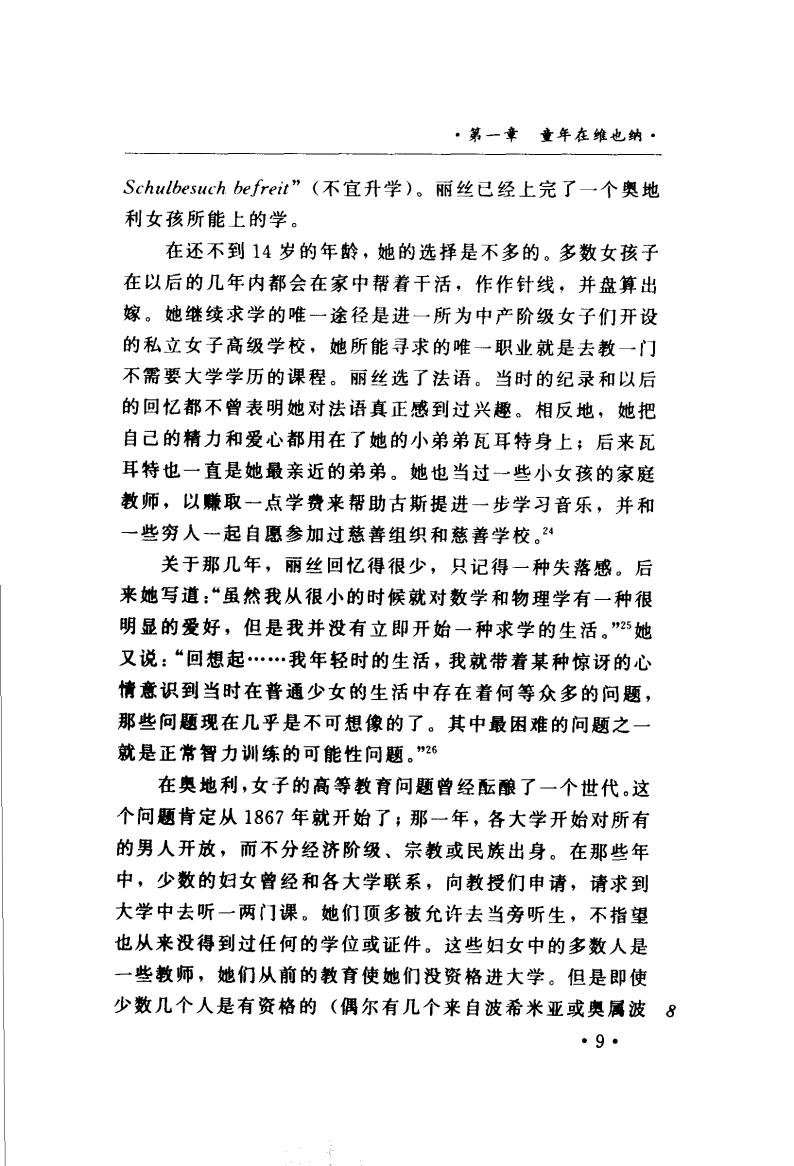 ·第一章 童年在维也纳·
Schulbesuch befreit”(不宜升学)。丽丝已经上完了一个奥地
利女孩所能上的学。
在还不到 14 岁的年龄,她的选择是不多的。多数女孩子
在以后的几年内都会在家中帮着干活,作作针线,并盘算出
嫁。她继续求学的唯一途径是进一所为中产阶级女子们开设
的私立女子高级学校,她所能寻求的唯一职业就是去教一门
不需要大学学历的课程。丽丝选了法语。当时的纪录和以后
的回忆都不曾表明她对法语真正感到过兴趣。相反地,她把
自己的精力和爱心都用在了她的小弟弟瓦耳特身上;后来瓦
耳特也一直是她最亲近的弟弟。她也当过一些小女孩的家庭
教师,以赚取一点学费来帮助古斯提进一步学习音乐,并和
一些穷人一起自愿参加过慈善组织和慈善学校。24
关于那几年,丽丝回忆得很少,只记得一种失落感。后
来她写道:“虽然我从很小的时候就对数学和物理学有一种很
明显的爱好,但是我并没有立即开始一种求学的生活。”25她
又说:“回想起……我年轻时的生活,我就带着某种惊讶的心
情意识到当时在普通少女的生活中存在着何等众多的问题,
那些问题现在几乎是不可想像的了。其中最困难的问题之一
就是正常智力训练的可能性问题。”26
在奥地利,女子的高等教育问题曾经酝酿了一个世代。这
个问题肯定从 1867 年就开始了;那一年,各大学开始对所有
的男人开放,而不分经济阶级、宗教或民族出身。在那些年
中,少数的妇女曾经和各大学联系,向教授们申请,请求到
大学中去听一两门课。她们顶多被允许去当旁听生,不指望
也从来没得到过任何的学位或证件。这些妇女中的多数人是
一些教师,她们从前的教育使她们没资格进大学。但是即使
少数几个人是有资格的(偶尔有几个来自波希米亚或奥属波 8
·9·